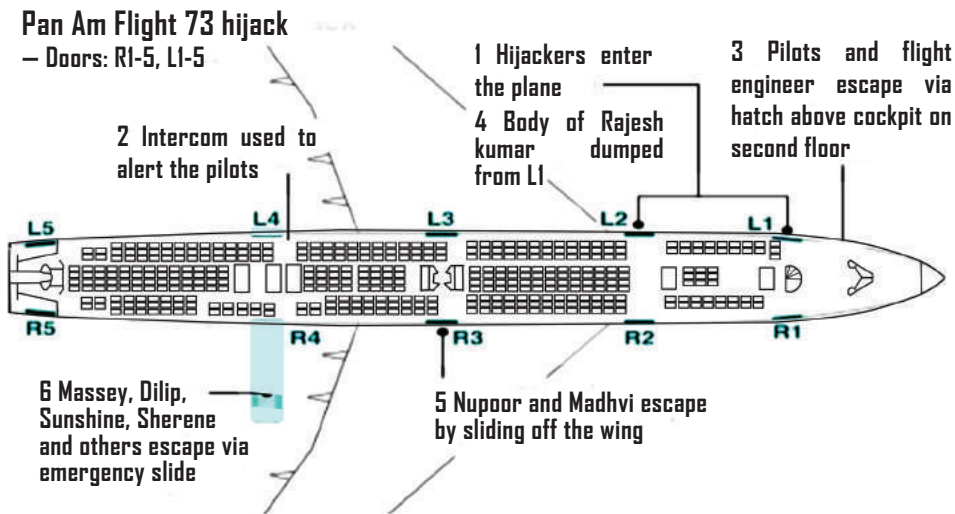 Pan Am Flight 73 hijack
– Doors: R1-5, L1-5
1 Hijackers enter
the plane
4 Body of Rajesh
kumar dumped
from L1
3 Pilots and flight
engineer escape via
hatch above cockpit on
second floor
2 Intercom used to
alert the pilots
L5
L4
L3
L2
L1
R5
R4
R3
R2
R1
6 Massey, Dilip,
Sunshine, Sherene
and others escape via
emergency slide
5 Nupoor and Madhvi escape
by sliding off the wing